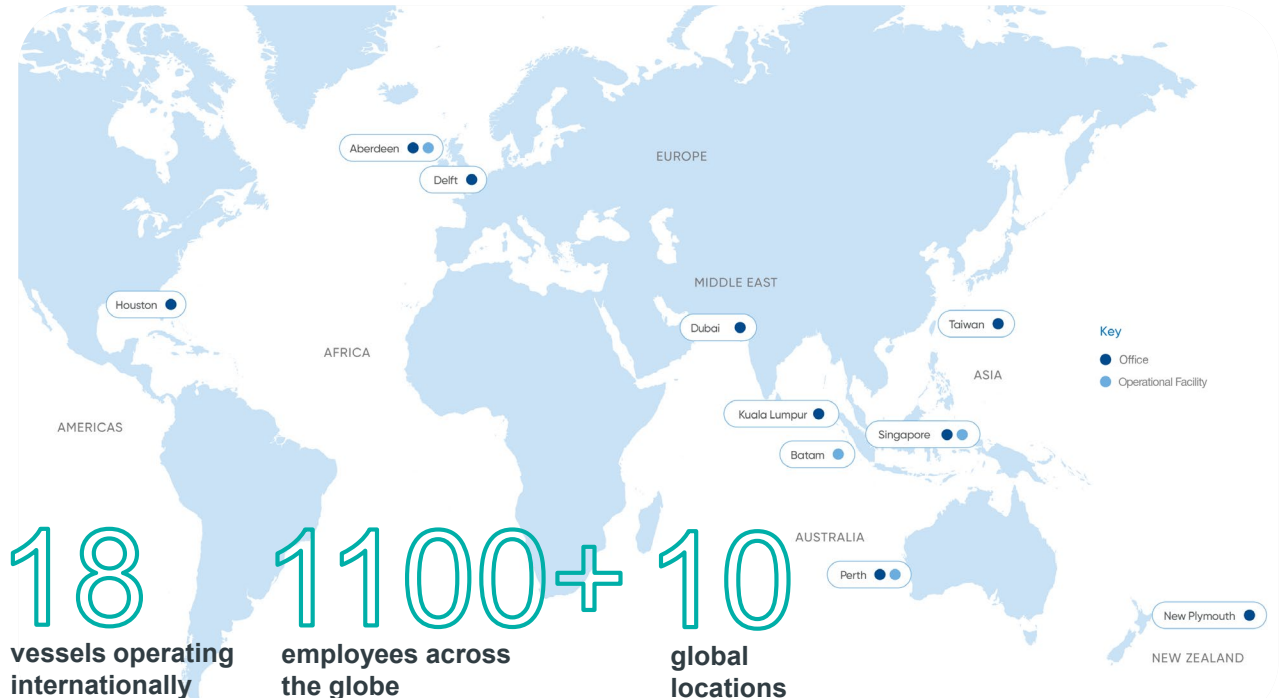 Aberdeen
EUROPE
Delft
MIDDLE EAST
Houston
Dubai
Taiwan
Key
Office
Operational Facility
AFRICA
ASIA
Kuala Lumpur
AMERICAS
Singapore
Batam
AUSTRALIA
Perth
New Plymouth
NEW ZEALAND
18
vessels operating
internationally
1100+
employees across
the globe
10
global
locations